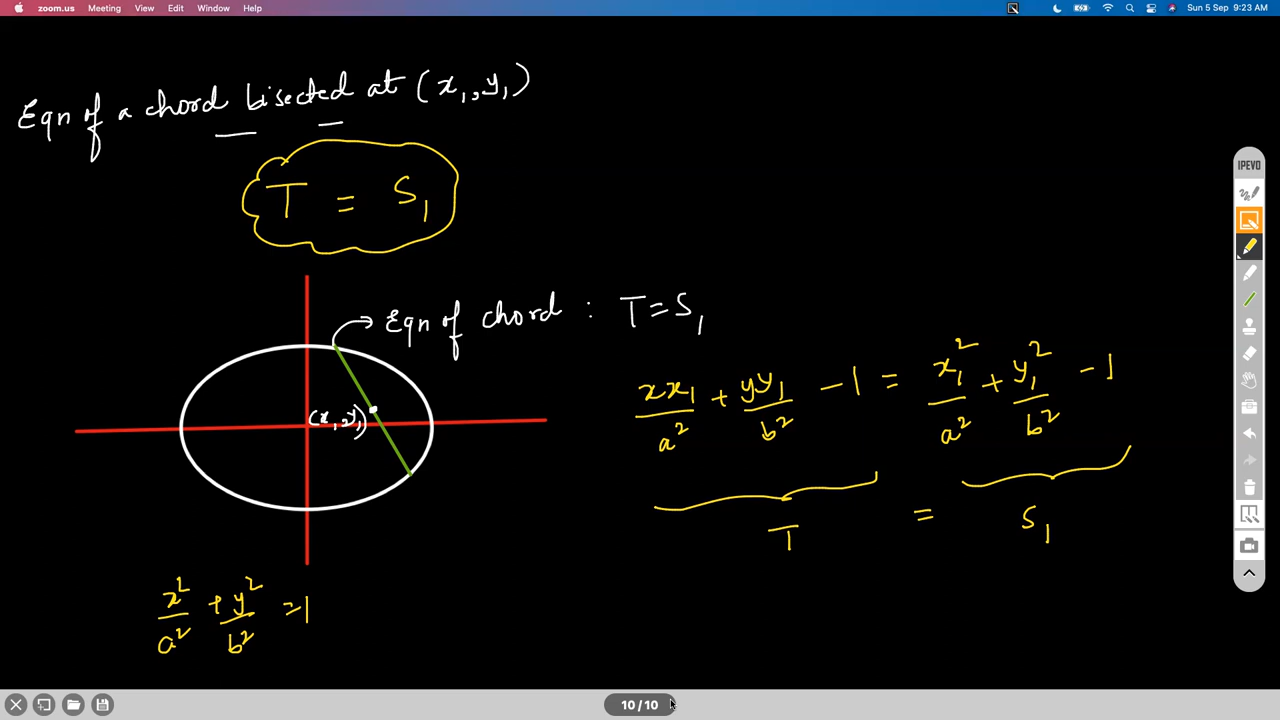 zoom.us Meeting View Edit Window Help Sun 5 Sep 9:23 AM
Eqn of a chord bisected at (x₁, y₁)
T = S₁
IPEVO
Eqn of chord : T = S₁
xx₁/a² + yy₁/b² - 1 = x₁²/a² + y₁²/b² - 1
(x₁, y₁)
T = S₁
x²/a² + y²/b² = 1
10 / 10